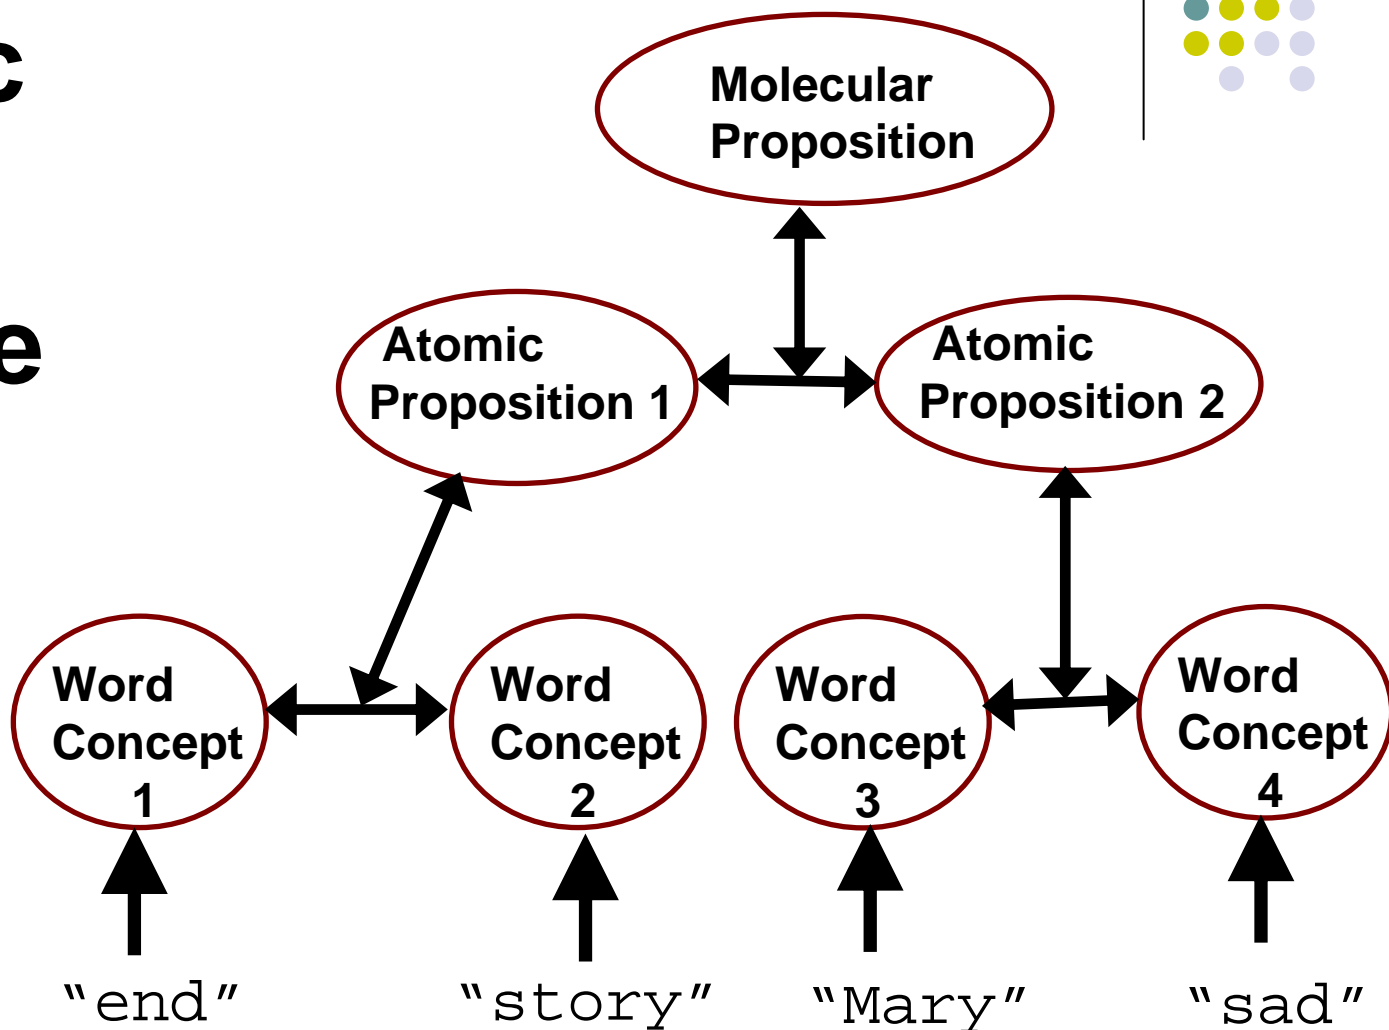 c
e
Molecular
Proposition
Atomic
Proposition 1
Atomic
Proposition 2
Word
Concept
1
Word
Concept
2
Word
Concept
3
Word
Concept
4
"end"
"story"
"Mary"
"sad"